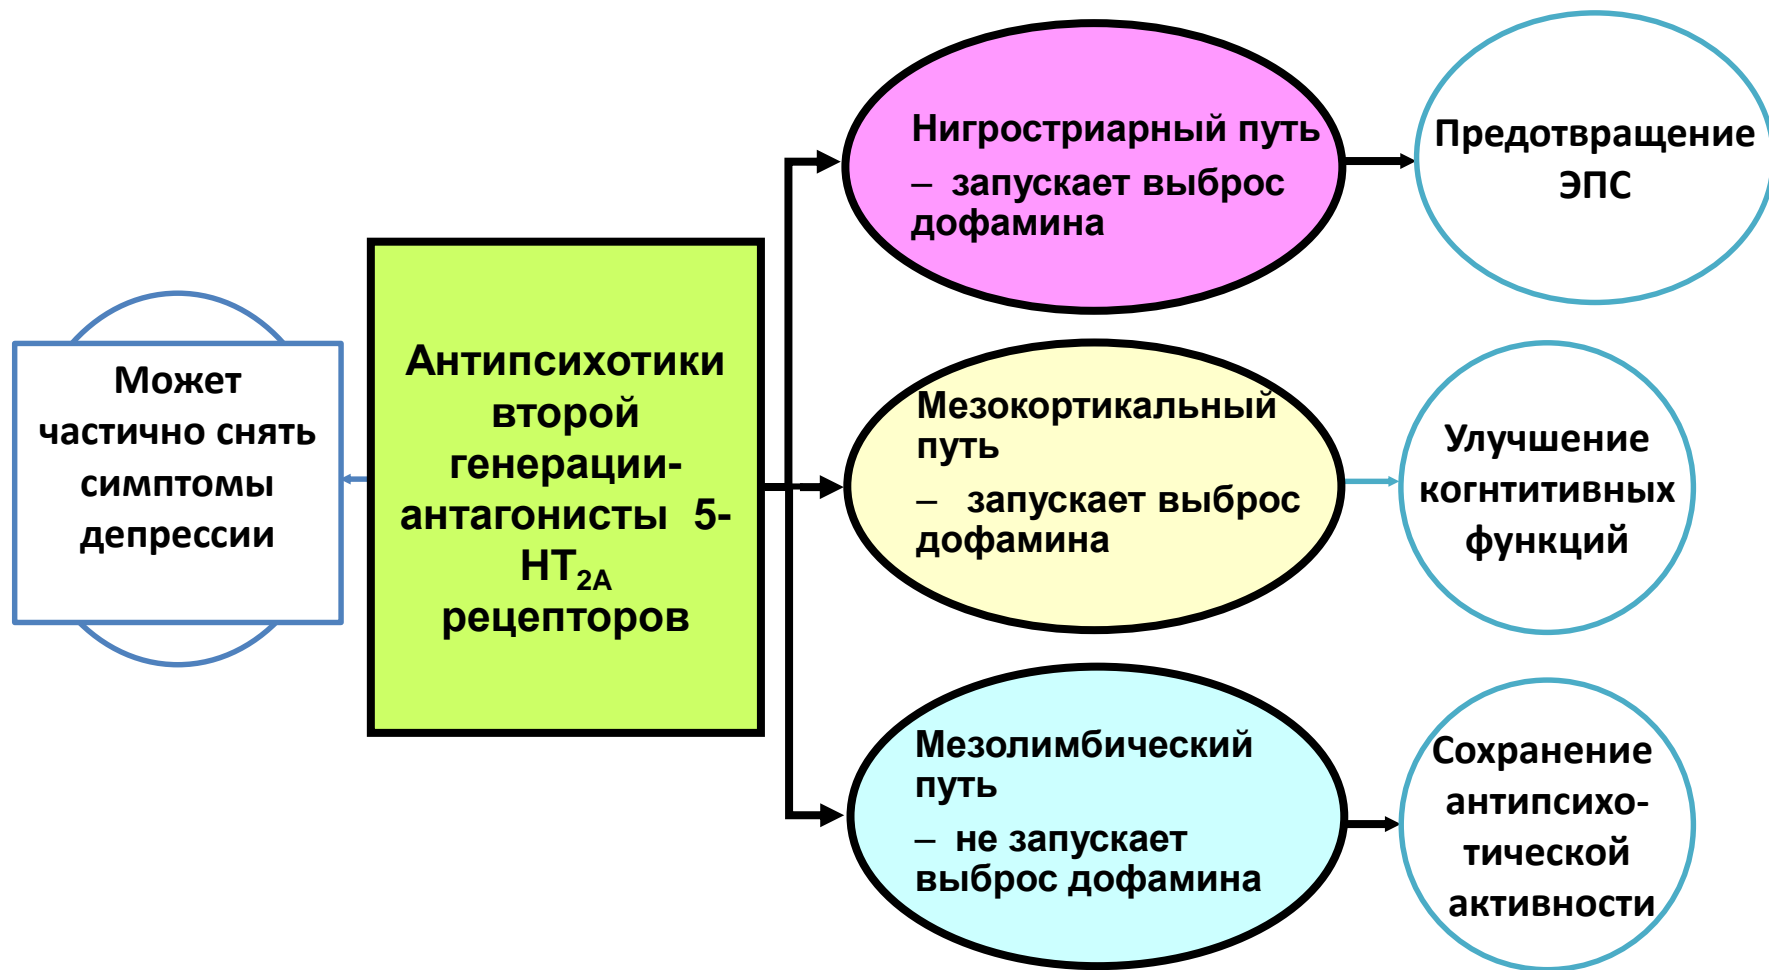 Может
частично снять
симптомы
депрессии
Антипсихотики
второй
генерации-
антагонисты 5-
НТ2А
рецепторов
Нигростриарный путь
– запускает выброс
дофамина
Предотвращение
ЭПС
Мезокортикальный
путь
– запускает выброс
дофамина
Улучшение
когнтитивных
функций
Мезолимбический
путь
– не запускает
выброс дофамина
Сохранение
антипсихо-
тической
активности